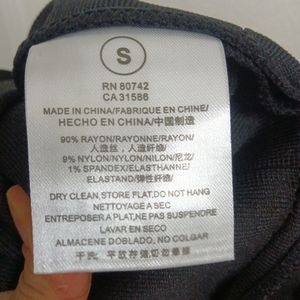 S
RN 80742
CA 31586
MADE IN CHINA/FABRIQUE EN CHINE/
HECHO EN CHINA/中国制造
90% RAYON/RAYONNE/RAYON/
人造丝，人造纤维/
9% NYLON/NYLON/NILON/尼龙/
1% SPANDEX/ELASTHANNE/
ELASTAND/弹性纤维
DRY CLEAN,STORE FLAT,DO NOT HANG
NETTOYAGE A SEC
ENTREPOSER A PLAT,NE PAS SUSPENDRE
LAVAR EN SECO
ALMACENE DOBLADO, NO COLGAR
干洗，平放存储,切勿悬挂